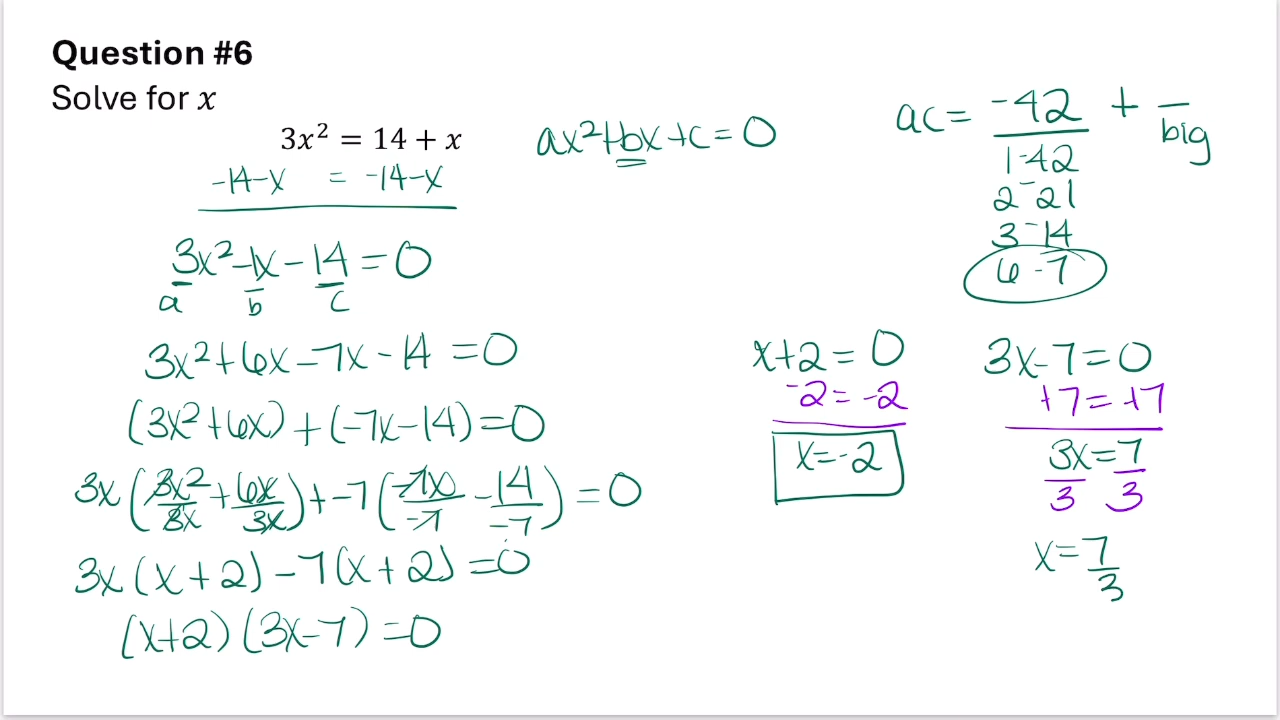 Question #6
Solve for x
3x² = 14 + x
-14-x = -14-x
3x²-1x-14=0
a b c
3x²+6x-7x-14=0
(3x²+6x)+(-7x-14)=0
3x(3x²/3x+6x/3x)+-7(-7x/-7-14/-7)=0
3x(x+2)-7(x+2)=0
(x+2)(3x-7)=0
ax²+bx+c=0
ac= -42 + -
big
1-42
2-21
3-14
6-7
x+2=0
-2=-2
x=-2
3x-7=0
+7=+7
3x/3=7/3
x=7/3